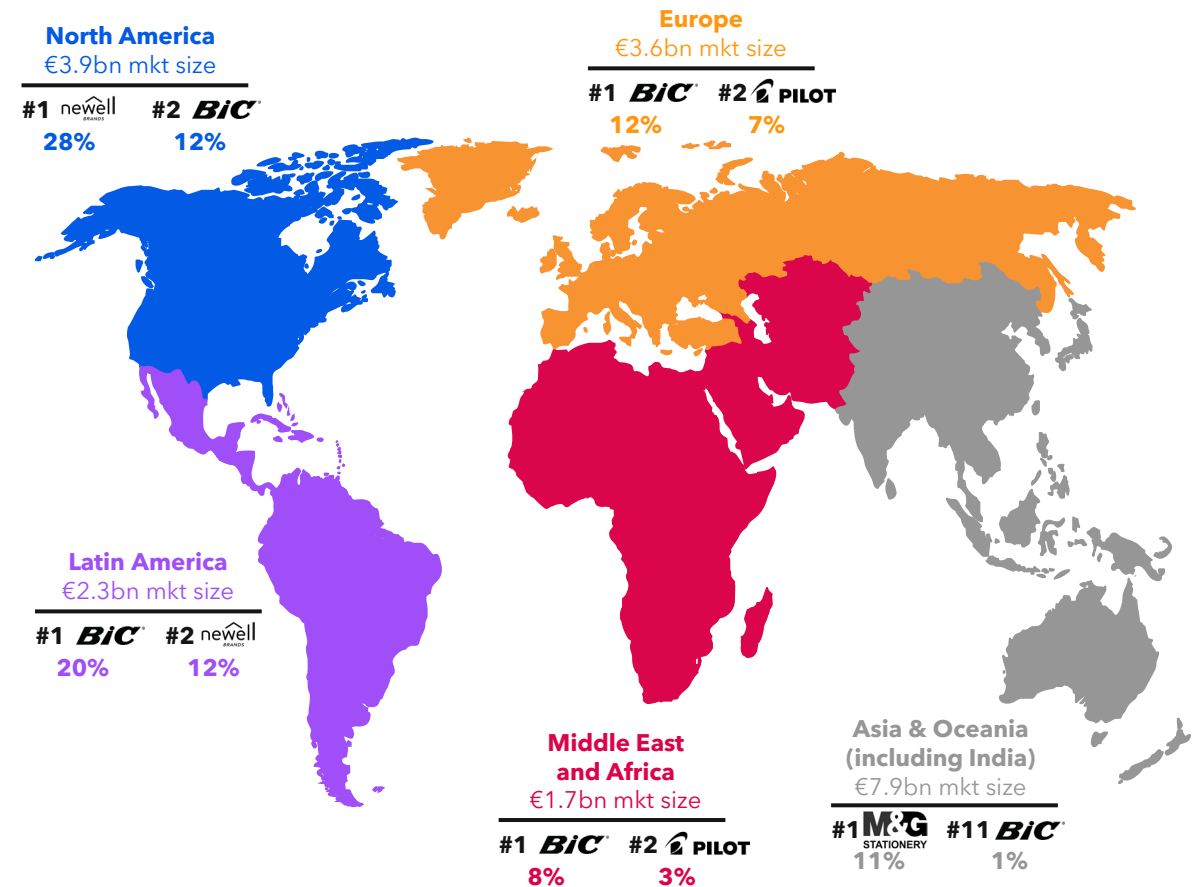 North America
€3.9bn mkt size
#1 newell BRANDS #2 BiC®
28% 12%
Europe
€3.6bn mkt size
#1 BiC® #2 PILOT
12% 7%
Latin America
€2.3bn mkt size
#1 BiC® #2 newell BRANDS
20% 12%
Middle East
and Africa
€1.7bn mkt size
#1 BiC® #2 PILOT
8% 3%
Asia & Oceania
(including India)
€7.9bn mkt size
#1 M&G STATIONERY #11 BiC®
11% 1%